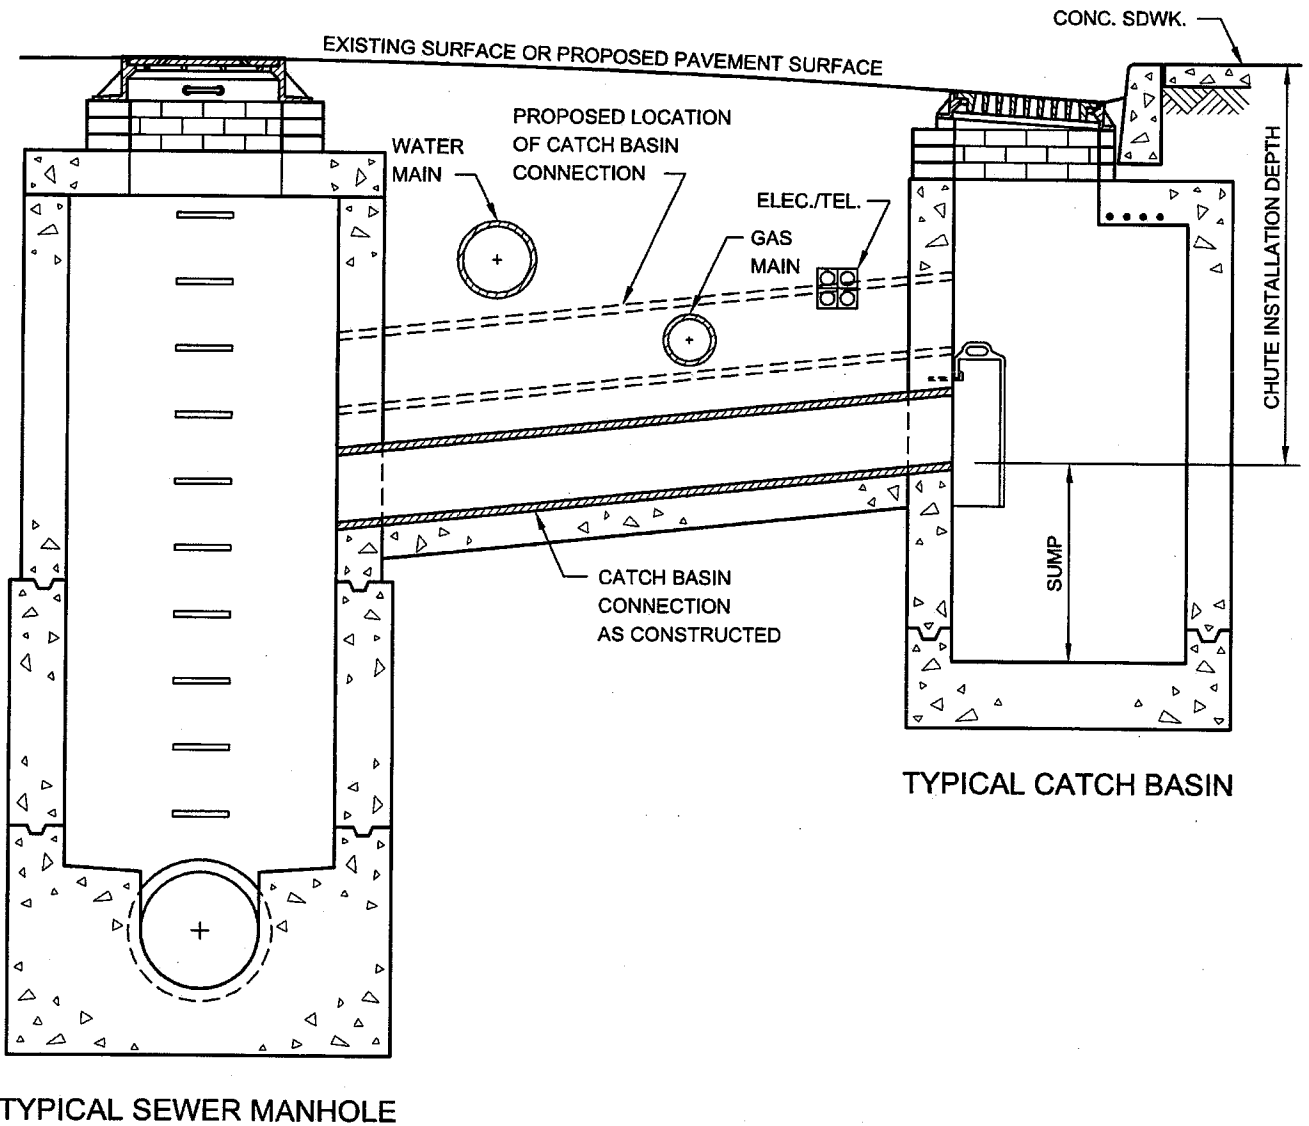 CONC. SDWK.
EXISTING SURFACE OR PROPOSED PAVEMENT SURFACE
PROPOSED LOCATION
OF CATCH BASIN
CONNECTION
WATER
MAIN
ELEC./TEL.
GAS
MAIN
CHUTE INSTALLATION DEPTH
SUMP
CATCH BASIN
CONNECTION
AS CONSTRUCTED
TYPICAL CATCH BASIN
TYPICAL SEWER MANHOLE